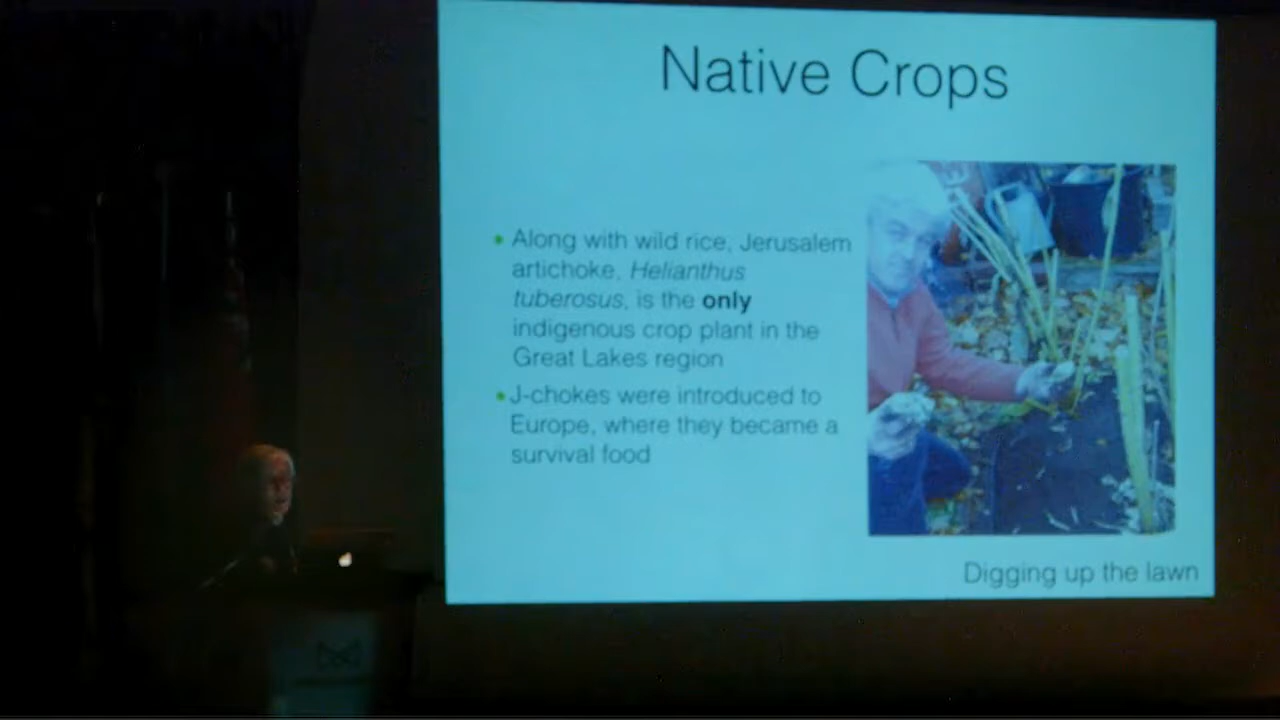 Native Crops
• Along with wild rice, Jerusalem
artichoke, Helianthus
tuberosus, is the only
indigenous crop plant in the
Great Lakes region
• J-chokes were introduced to
Europe, where they became a
survival food
Digging up the lawn